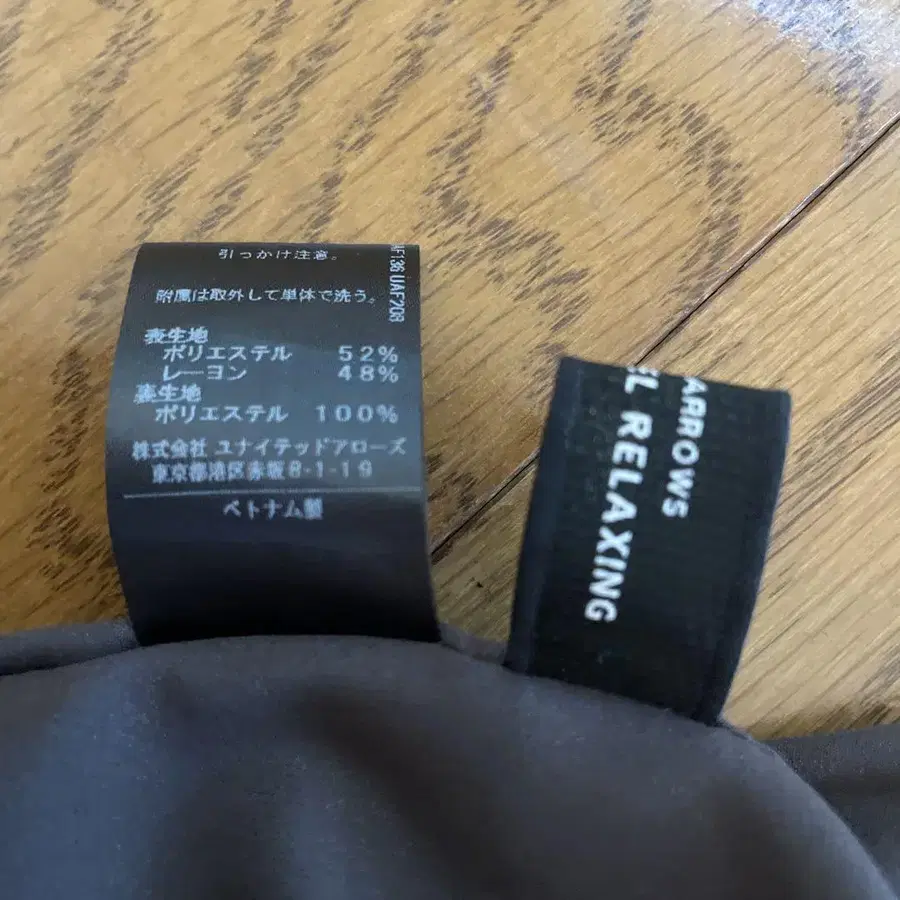 引っかけ注意。
附属は取外して単体で洗う。
表生地
ポリエステル 52%
レーヨン 48%
裏生地
ポリエステル 100%
株式会社 ユナイテッドアローズ
東京都港区赤坂8-1-19
ベトナム製
AF136 UAF208
ARROWS
EL RELAXING